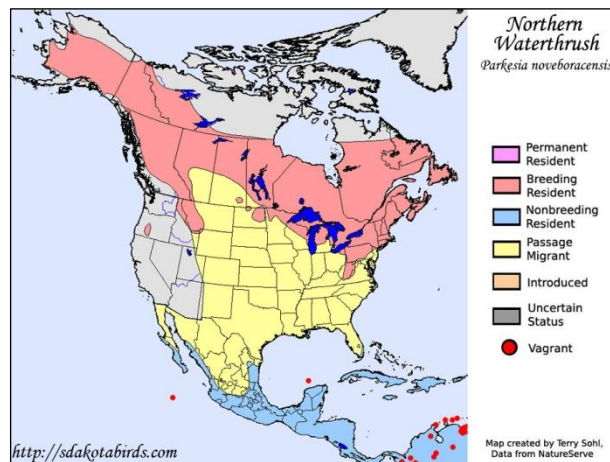 Northern
Waterthrush
Parkesia noveboracensis
Permanent
Resident
Breeding
Resident
Nonbreeding
Resident
Passage
Migrant
Introduced
Uncertain
Status
Vagrant
http://sdakotabirds.com
Map created by Terry Sohl,
Data from NatureServe